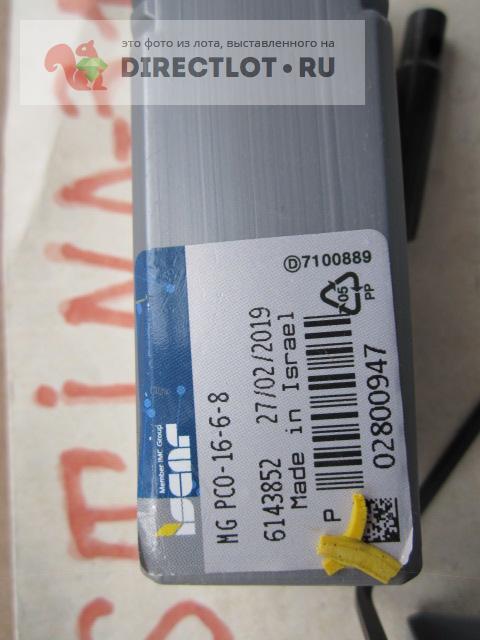 это фото из лота, выставленного на
DIRECTLOT.RU
Ⓓ7100889
05
PP
iscar
Member IMC Group
MG PCO-16-6-8
6143852 27/02/2019
Made in Israel
P
02800947